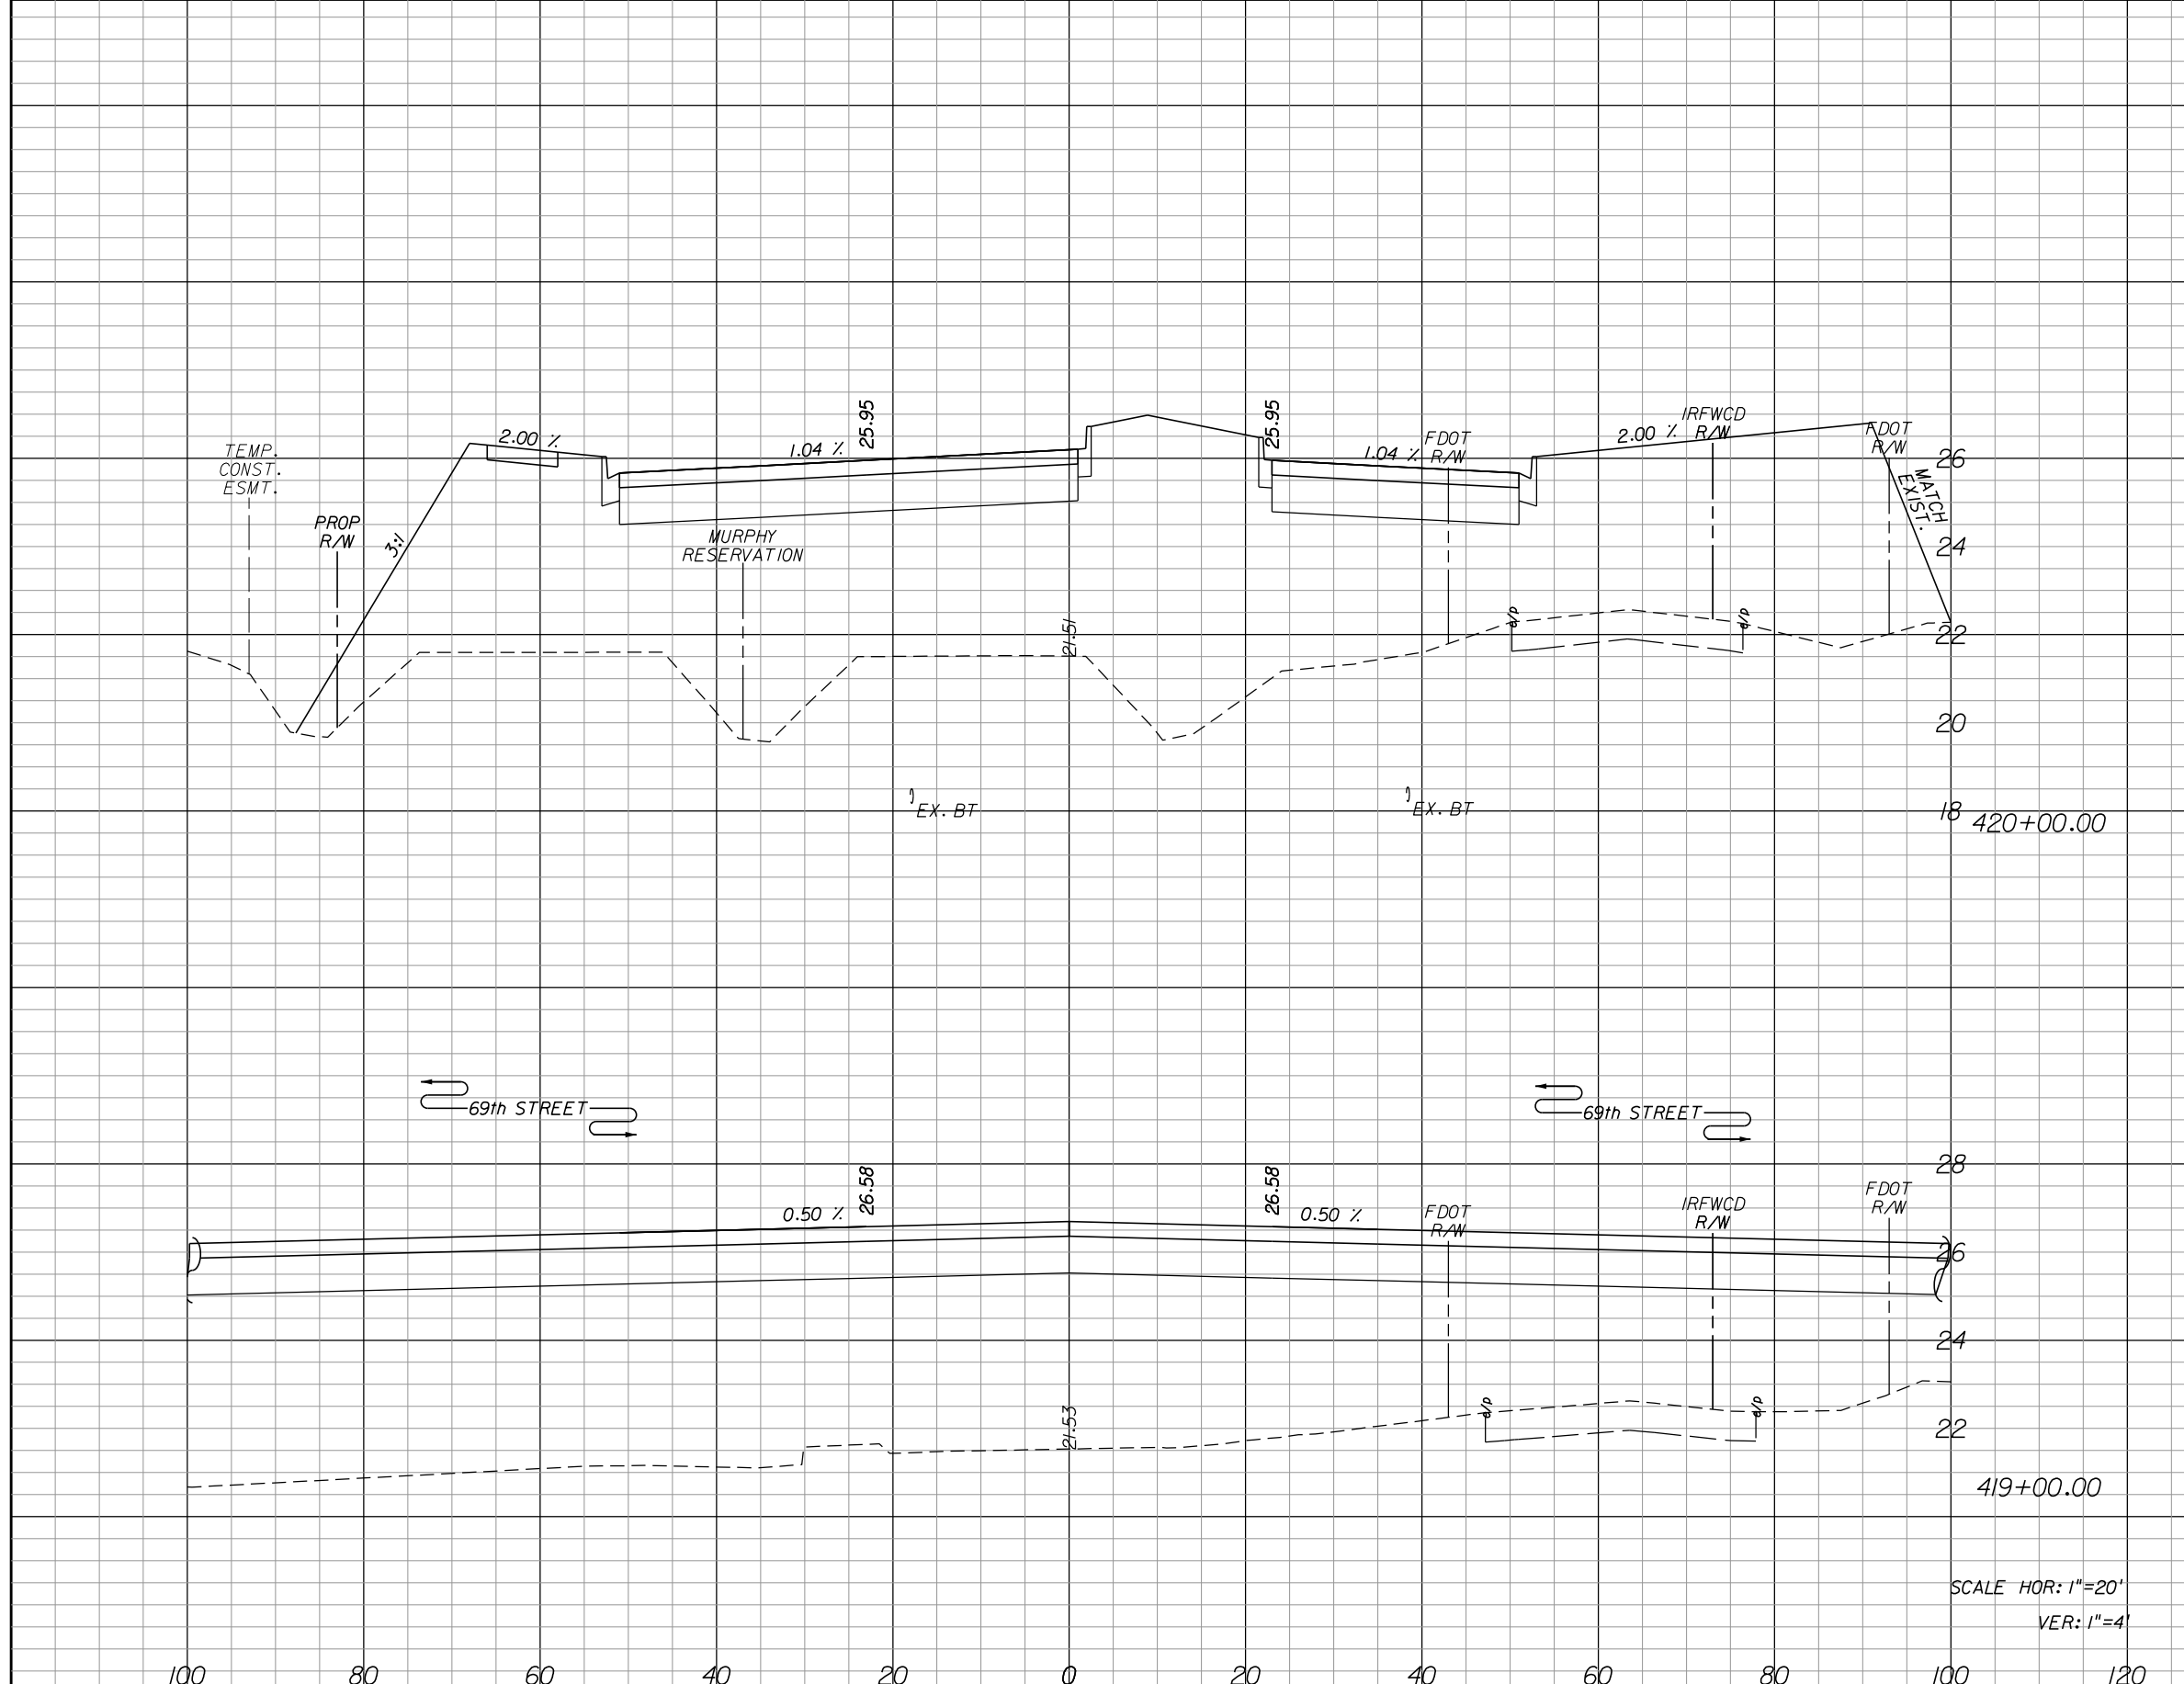 25.95
25.95
IRFWCD
R/W
FDOT
R/W
FDOT
R/W
2.00 %
2.00 %
1.04 %
1.04 %
TEMP.
CONST.
ESMT.
26
MATCH
EXIST.
PROP
R/W
3:1
MURPHY
RESERVATION
24
d/p
d/p
21.51
22
20
EX. BT
EX. BT
18
420+00.00
69th STREET
69th STREET
28
26.58
26.58
0.50 %
0.50 %
FDOT
R/W
IRFWCD
R/W
FDOT
R/W
26
24
d/p
d/p
21.53
22
419+00.00
SCALE HOR: 1"=20'
VER: 1"=4'
100 80 60 40 20 0 20 40 60 80 100 120